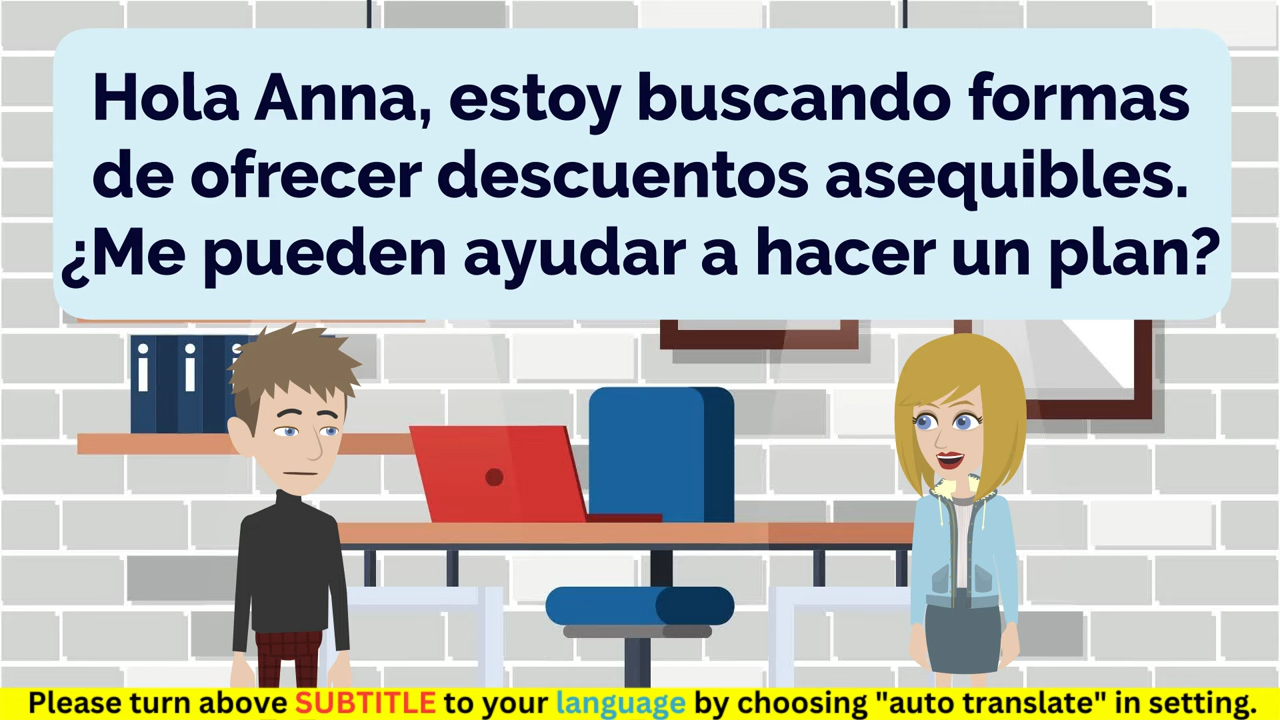 Hola Anna, estoy buscando formas
de ofrecer descuentos asequibles.
¿Me pueden ayudar a hacer un plan?
Please turn above SUBTITLE to your language by choosing "auto translate" in setting.